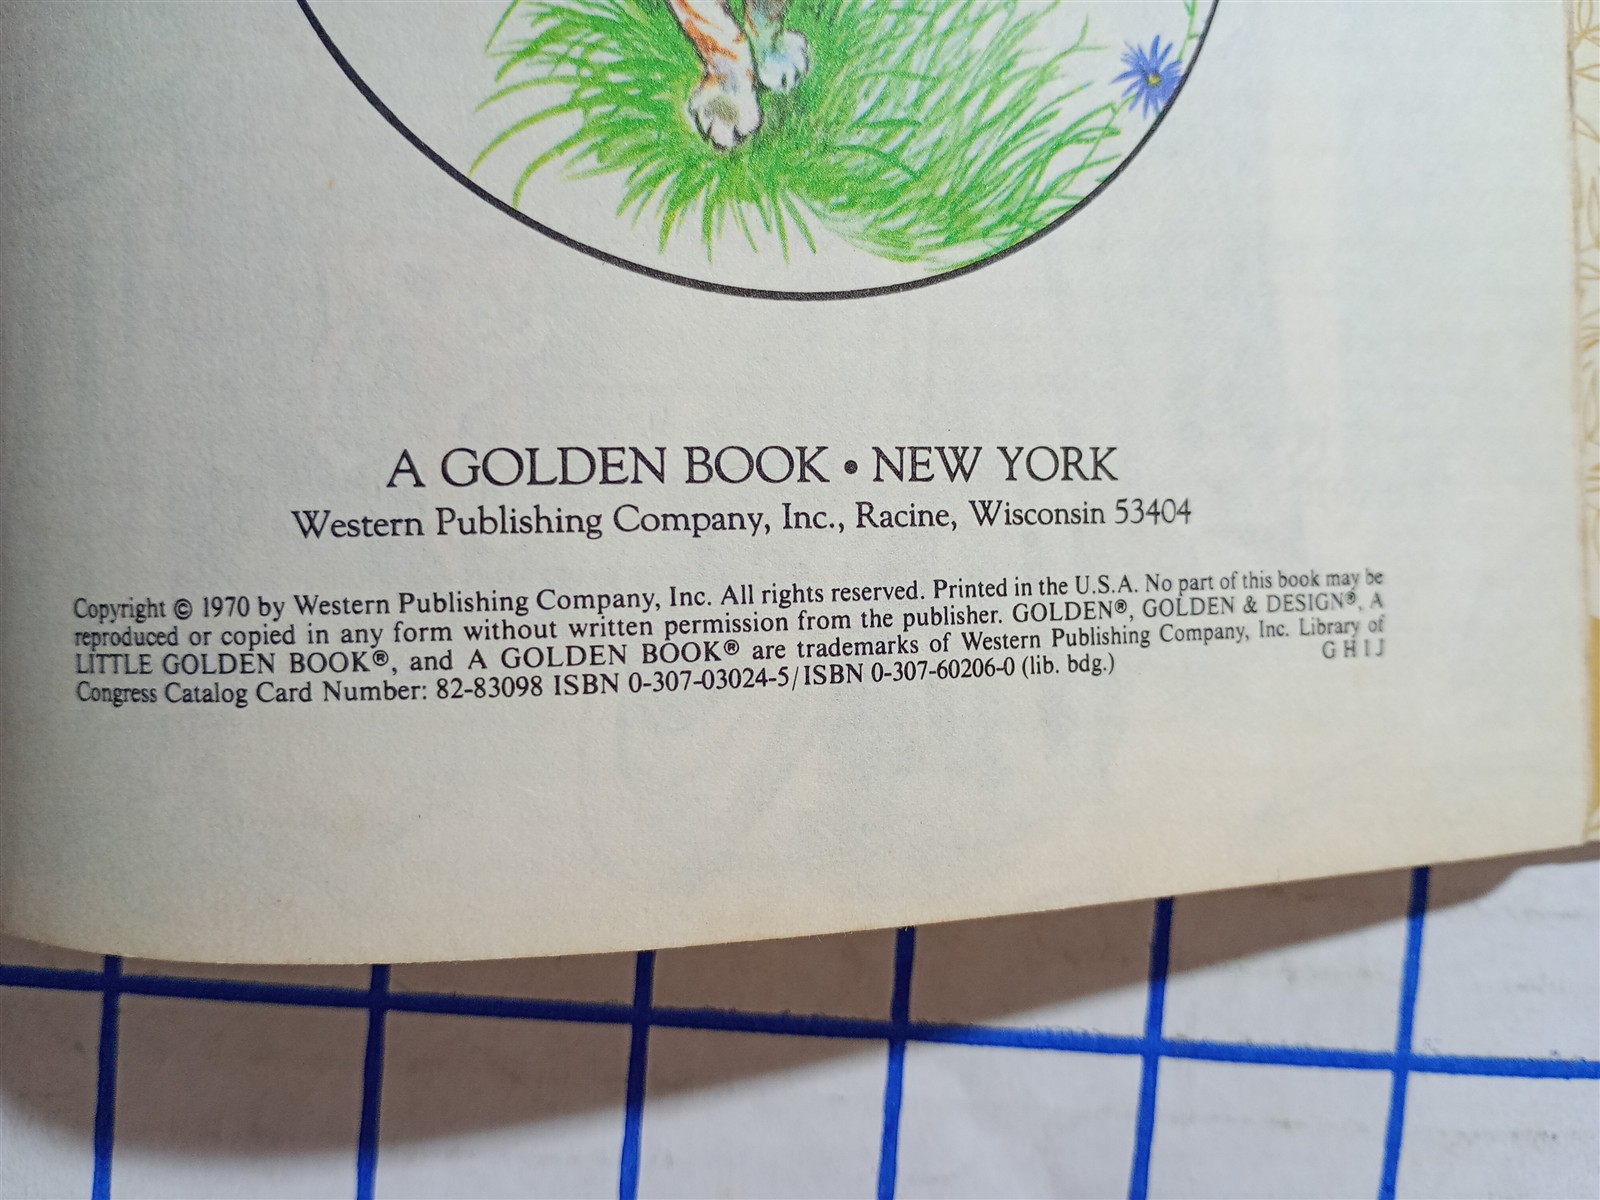 A GOLDEN BOOK • NEW YORK
Western Publishing Company, Inc., Racine, Wisconsin 53404
Copyright © 1970 by Western Publishing Company, Inc. All rights reserved. Printed in the U.S.A. No part of this book may be
reproduced or copied in any form without written permission from the publisher. GOLDEN®, GOLDEN & DESIGN®, A
LITTLE GOLDEN BOOK®, and A GOLDEN BOOK® are trademarks of Western Publishing Company, Inc. Library of
Congress Catalog Card Number: 82-83098 ISBN 0-307-03024-5/ISBN 0-307-60206-0 (lib. bdg.)
G H I J